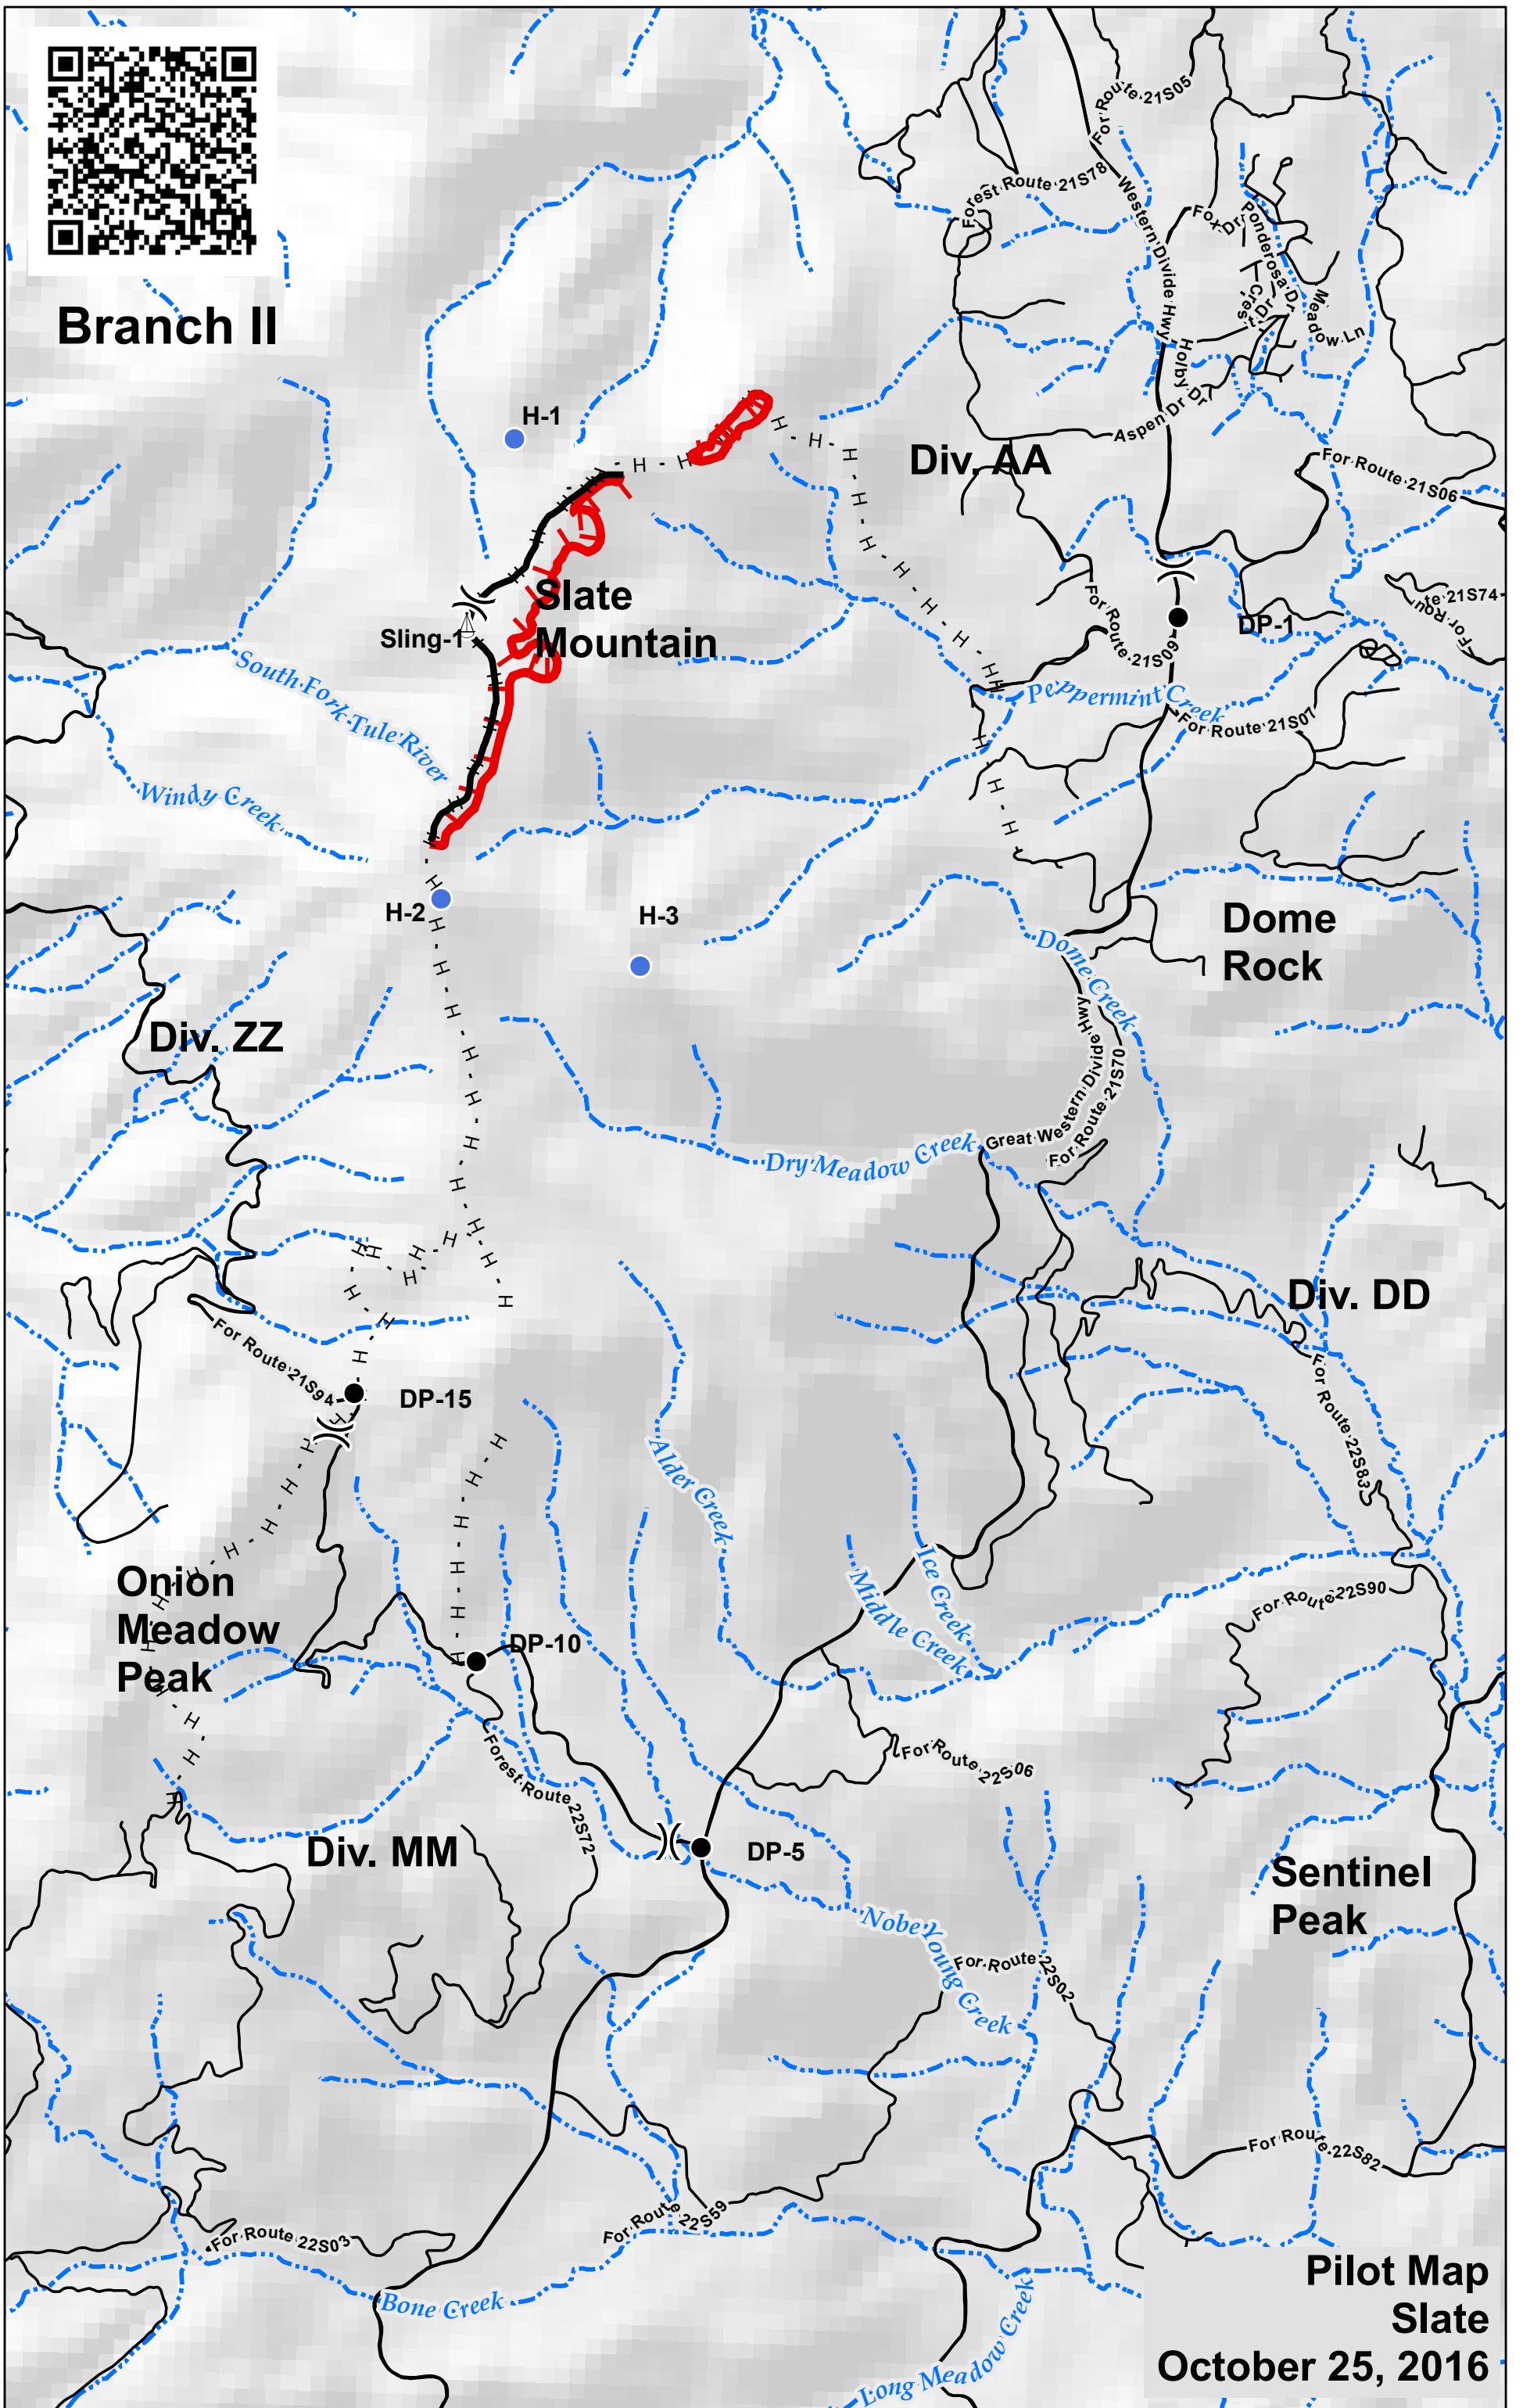 Branch II
For Route 21S05
Forest Route 21S78
Western Divide Hwy
Fox Dr
Ponderosa Dr
Crest Dr
Meadow Ln
Holby Dr
Aspen Dr
H-1
Div. AA
For Route 21S06
Slate
Mountain
Sling-1
DP-1
For Route 21S74
For Route 21S09
South Fork Tule River
Peppermint Creek
For Route 21S07
Windy Creek
H-2
H-3
Dome
Rock
Dome Creek
Div. ZZ
Great Western Divide Hwy
For Route 21S70
Dry Meadow Creek
Div. DD
For Route 21S94
DP-15
For Route 22S83
Alder Creek
Ice Creek
Middle Creek
Onion
Meadow
Peak
For Route 22S90
DP-10
Forest Route 22S72
For Route 22S06
Div. MM
DP-5
Sentinel
Peak
Nobe Young Creek
For Route 22S02
For Route 22S82
For Route 22S59
For Route 22S03
Bone Creek
Long Meadow Creek
Pilot Map
Slate
October 25, 2016